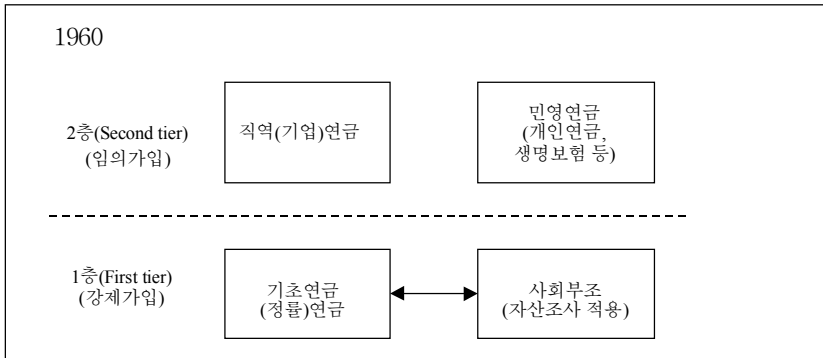 1960
2층(Second tier)
(임의가입)
직역(기업)연금
민영연금
(개인연금,
생명보험 등)
1층(First tier)
(강제가입)
기초연금
(정률)연금
사회부조
(자산조사 적용)